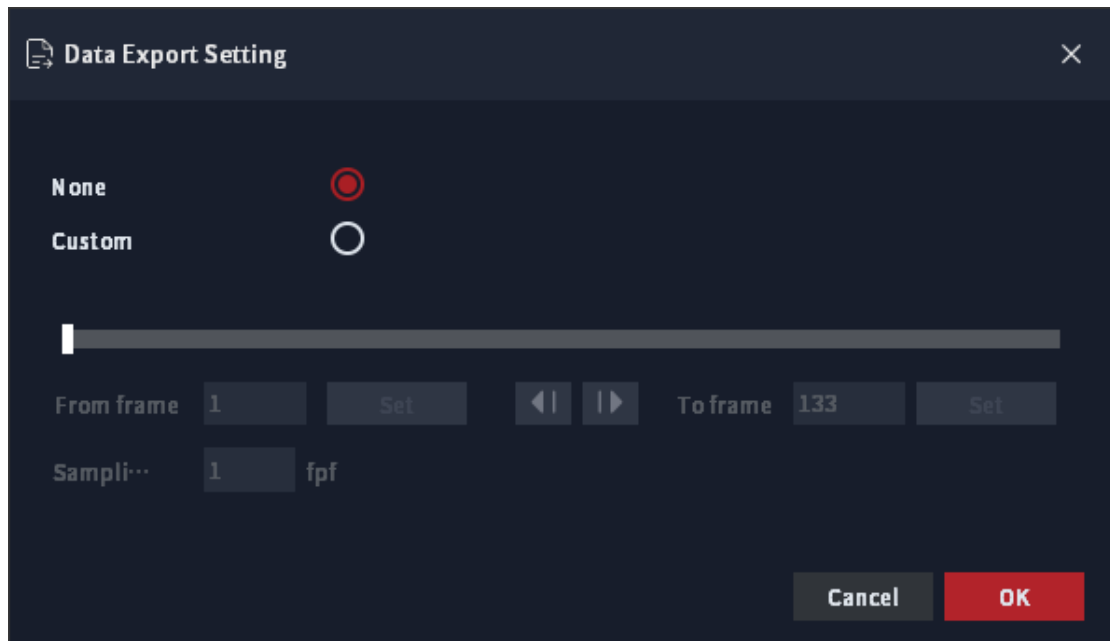 Data Export Setting
None
Custom
From frame 1 Set To frame 133 Set
Sampli··· 1 fpf
Cancel OK